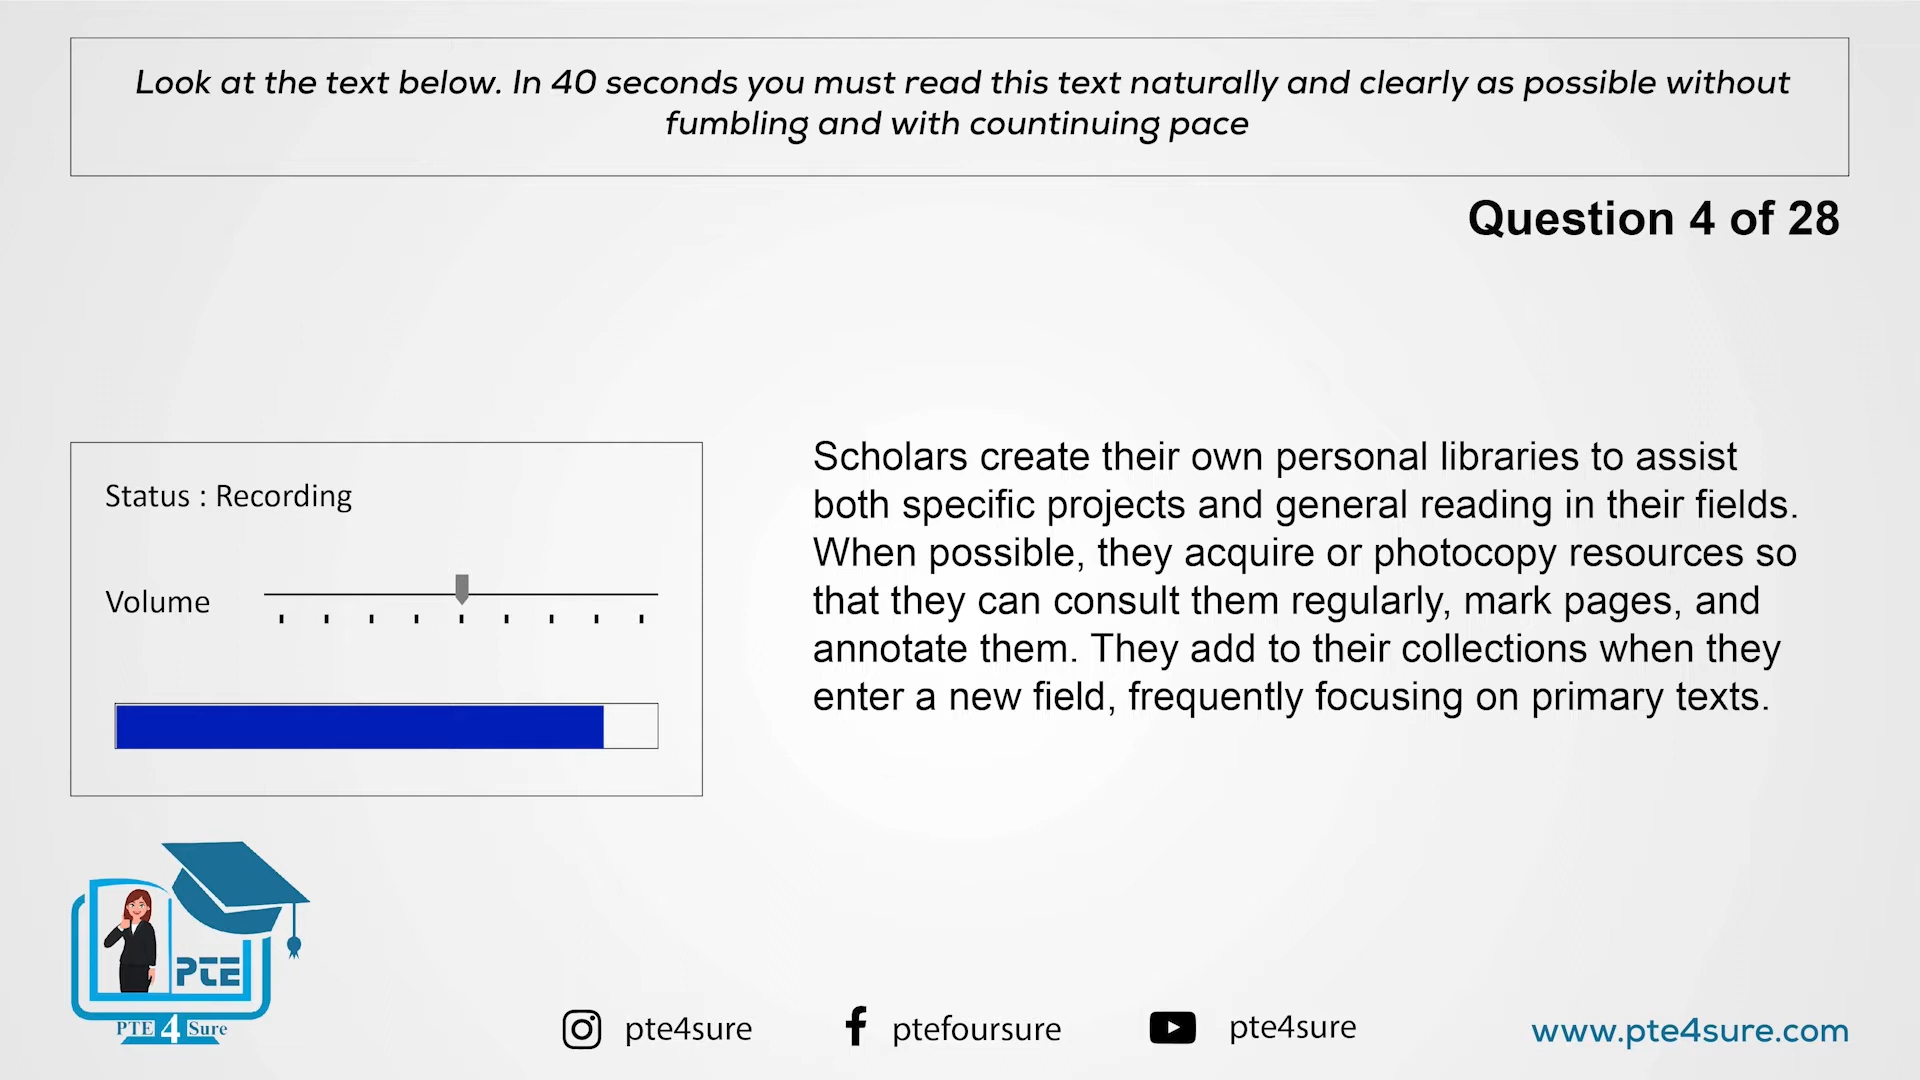 Look at the text below. In 40 seconds you must read this text naturally and clearly as possible without
fumbling and with countinuing pace
Question 4 of 28
Status : Recording
Volume
Scholars create their own personal libraries to assist
both specific projects and general reading in their fields.
When possible, they acquire or photocopy resources so
that they can consult them regularly, mark pages, and
annotate them. They add to their collections when they
enter a new field, frequently focusing on primary texts.
PTE
PTE 4 Sure
pte4sure
ptefoursure
pte4sure
www.pte4sure.com